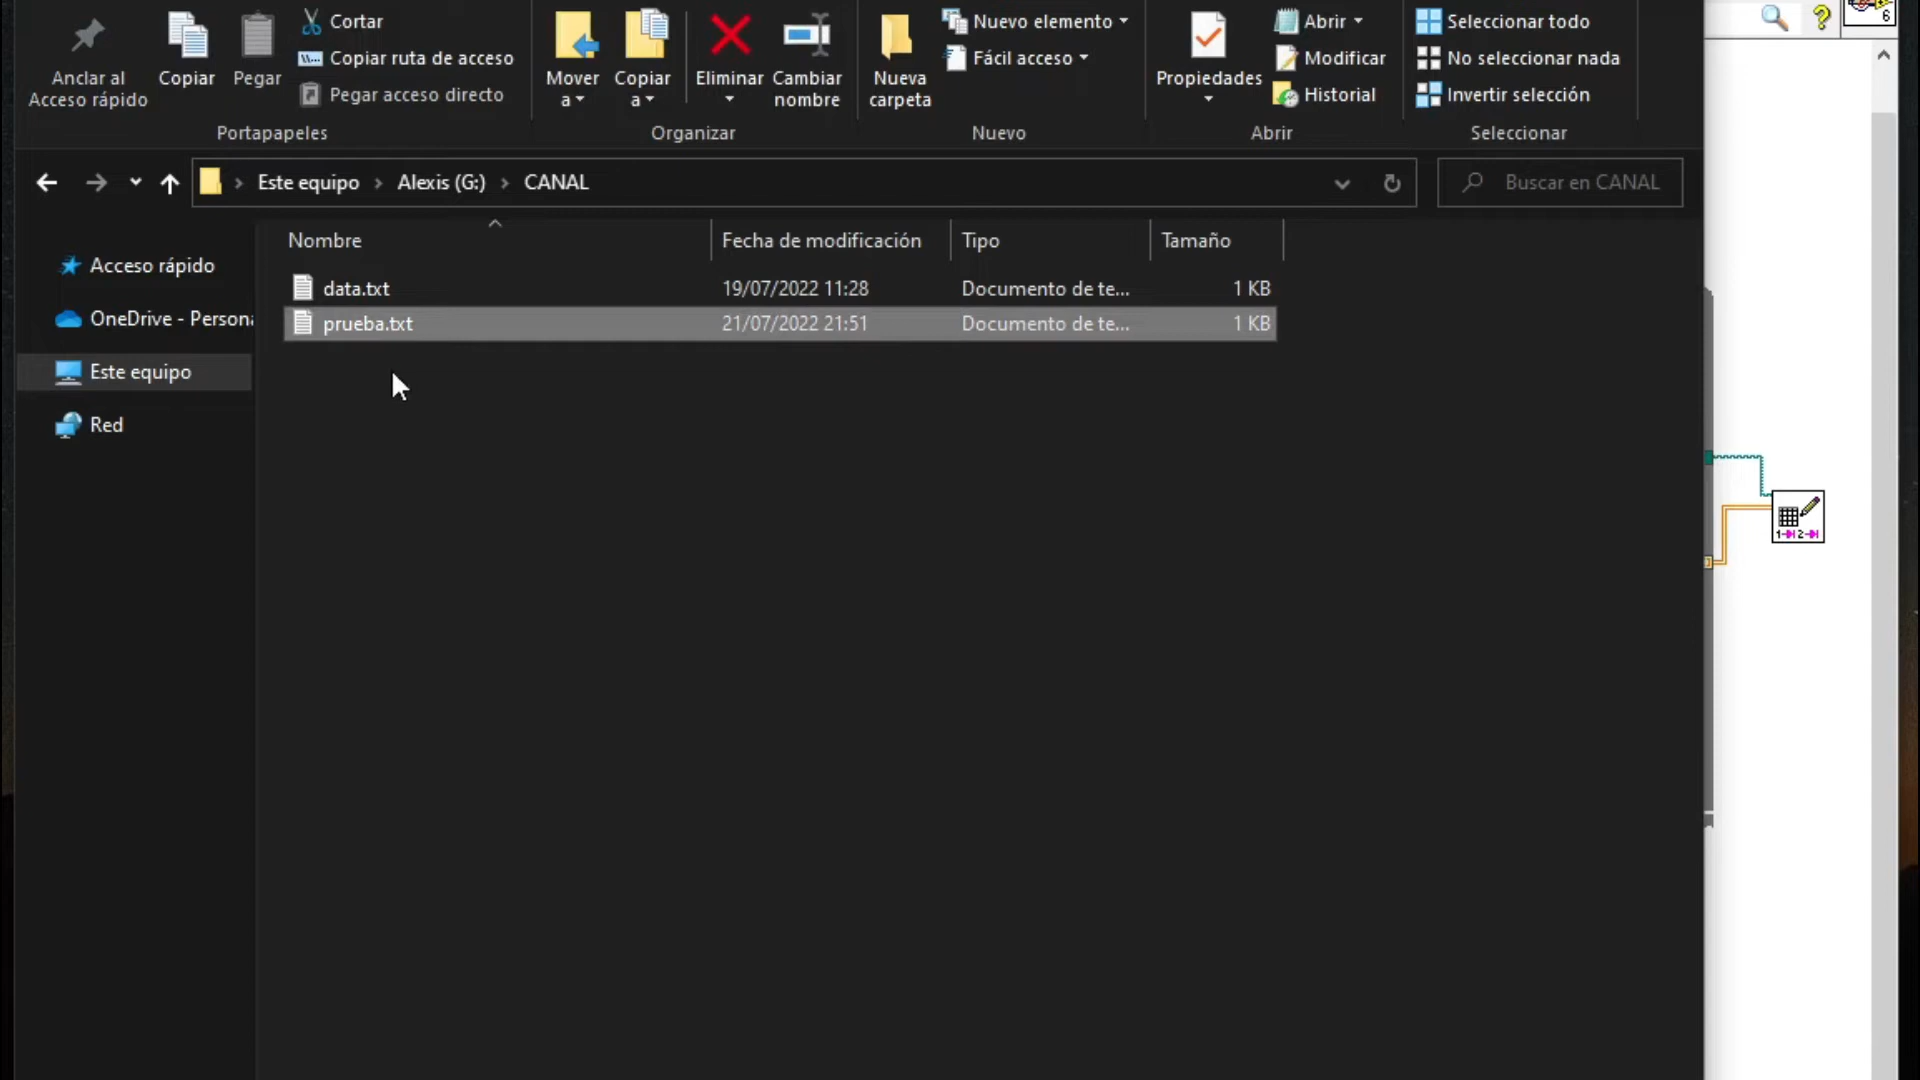 Cortar
Copiar ruta de acceso
Pegar acceso directo
Anclar al
Acceso rápido
Copiar
Pegar
Portapapeles
Mover
a
Copiar
a
Eliminar
Cambiar
nombre
Organizar
Nueva
carpeta
Nuevo elemento
Fácil acceso
Nuevo
Propiedades
Abrir
Modificar
Historial
Abrir
Seleccionar todo
No seleccionar nada
Invertir selección
Seleccionar
? 6
Este equipo > Alexis (G:) > CANAL
Buscar en CANAL
Nombre Fecha de modificación Tipo Tamaño
data.txt 19/07/2022 11:28 Documento de te... 1 KB
prueba.txt 21/07/2022 21:51 Documento de te... 1 KB
Acceso rápido
OneDrive - Persona
Este equipo
Red
1 2